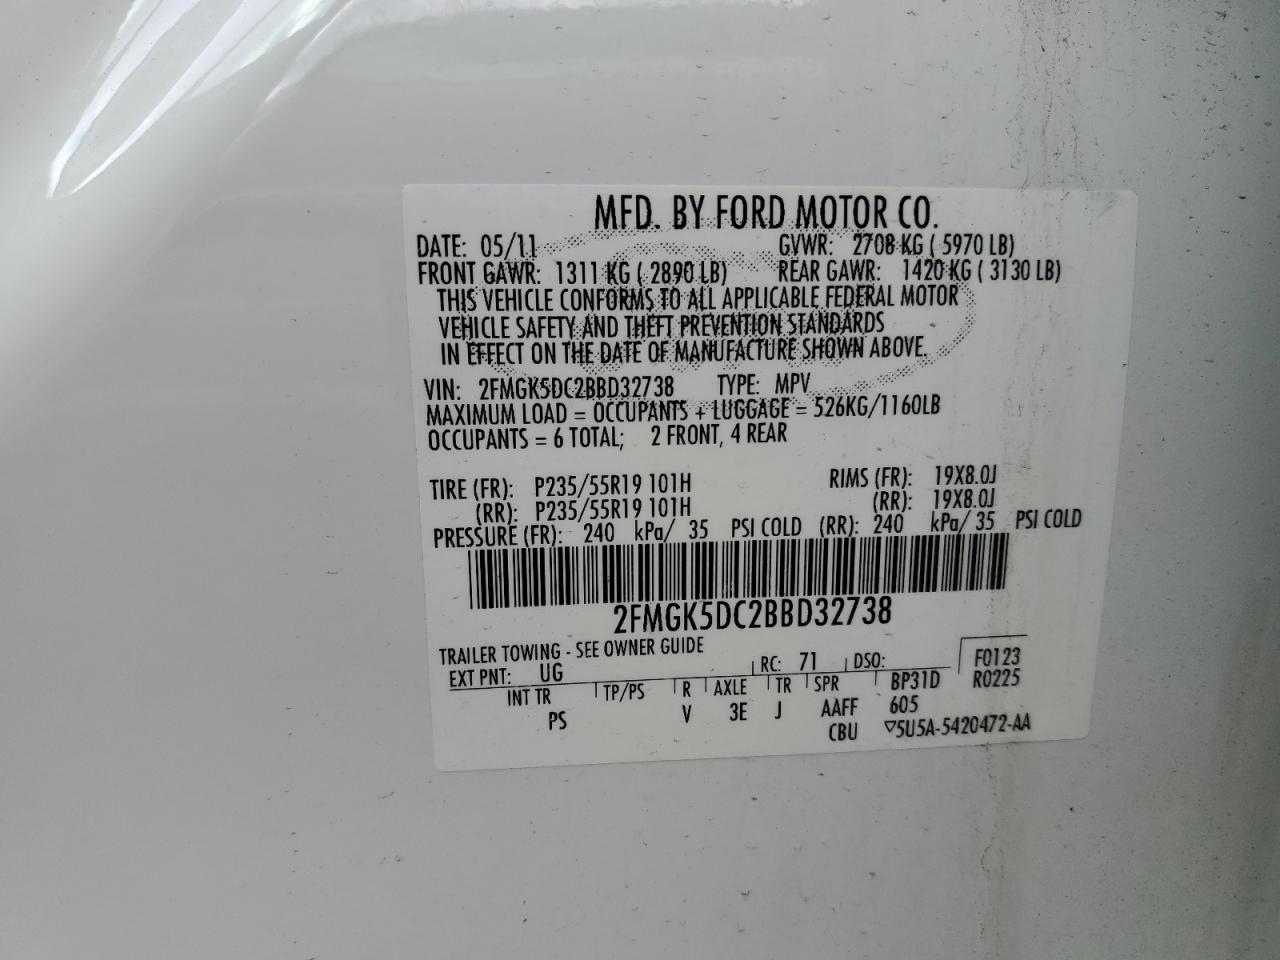 MFD. BY FORD MOTOR CO.
DATE: 05/11 GVWR: 2708 KG ( 5970 LB)
FRONT GAWR: 1311 KG ( 2890 LB) REAR GAWR: 1420 KG ( 3130 LB)
THIS VEHICLE CONFORMS TO ALL APPLICABLE FEDERAL MOTOR
VEHICLE SAFETY AND THEFT PREVENTION STANDARDS
IN EFFECT ON THE DATE OF MANUFACTURE SHOWN ABOVE.
VIN: 2FMGK5DC2BBD32738 TYPE: MPV
MAXIMUM LOAD = OCCUPANTS + LUGGAGE = 526KG/1160LB
OCCUPANTS = 6 TOTAL; 2 FRONT, 4 REAR
TIRE (FR): P235/55R19 101H RIMS (FR): 19X8.0J
(RR): P235/55R19 101H (RR): 19X8.0J
PRESSURE (FR): 240 kPa/ 35 PSI COLD (RR): 240 kPa/ 35 PSI COLD
2FMGK5DC2BBD32738
TRAILER TOWING - SEE OWNER GUIDE
EXT PNT: UG RC: 71 DSO: F0123
INT TR TP/PS R AXLE TR SPR BP31D R0225
PS V 3E J AAFF 605
CBU ▽5U5A-5420472-AA